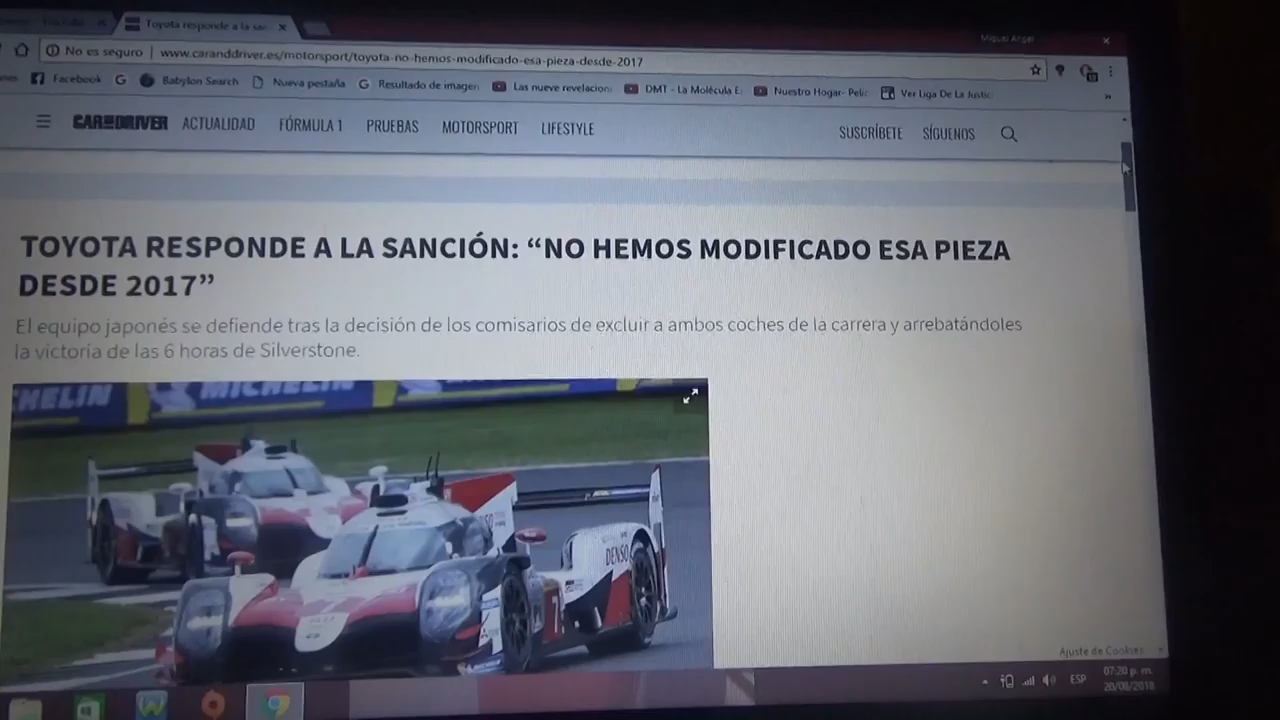 Toyota responde a la sa
Miguel Angel
No es seguro | www.caranddriver.es/motorsport/toyota-no-hemos-modificado-esa-pieza-desde-2017
Facebook Babylon Search Nueva pestaña Resultado de imagen Las nueve revelacion DMT - La Molécula E Nuestro Hogar- Pelíc Ver Liga De La Justic
CAR AND DRIVER ACTUALIDAD FÓRMULA 1 PRUEBAS MOTORSPORT LIFESTYLE SUSCRÍBETE SÍGUENOS
TOYOTA RESPONDE A LA SANCIÓN: “NO HEMOS MODIFICADO ESA PIEZA
DESDE 2017”
El equipo japonés se defiende tras la decisión de los comisarios de excluir a ambos coches de la carrera y arrebatándoles
la victoria de las 6 horas de Silverstone.
HELIN MICHELIN
DENSO
7
Ajuste de Cookies
ESP
07:20 p. m.
20/08/2018